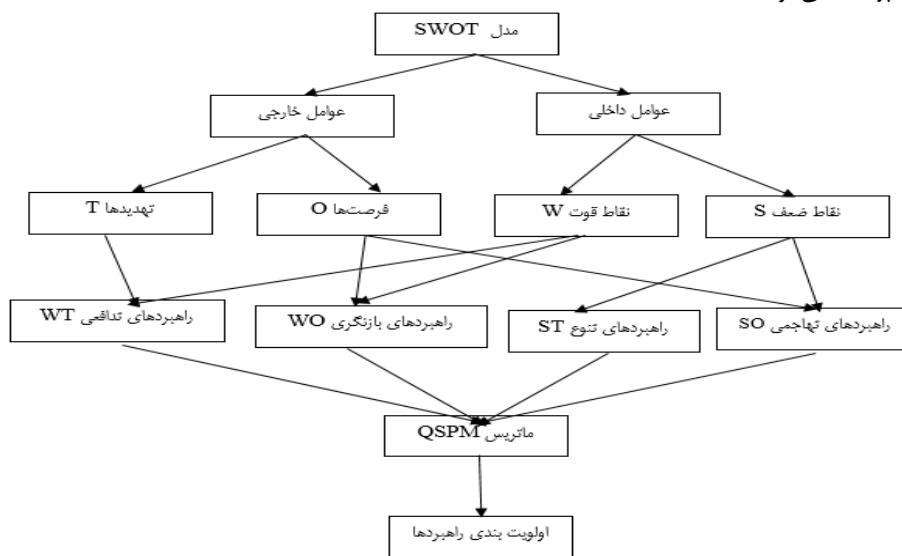 مدل SWOT
عوامل داخلی
عوامل خارجی
نقاط ضعف S
نقاط قوت W
فرصت‌ها O
تهدیدها T
راهبردهای تهاجمی SO
راهبردهای تنوع ST
راهبردهای بازنگری WO
راهبردهای تدافعی WT
ماتریس QSPM
اولویت بندی راهبردها